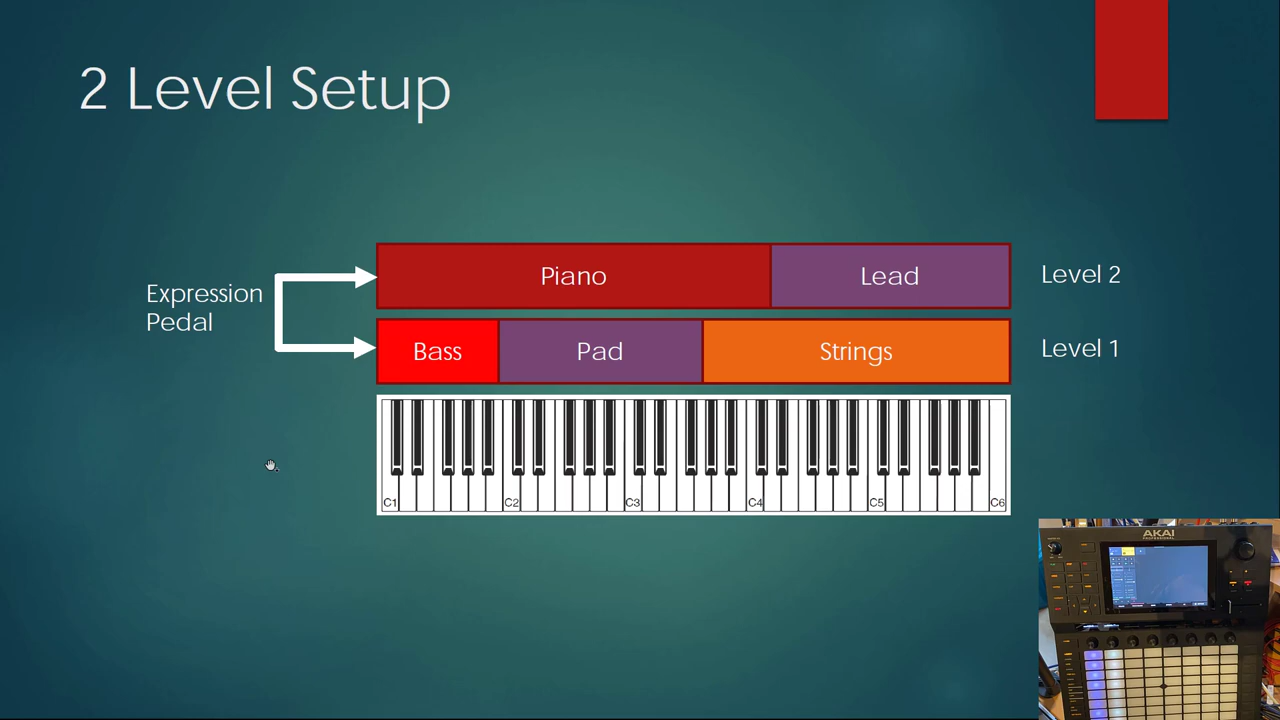 2 Level Setup
Piano
Lead
Level 2
Expression
Pedal
Bass
Pad
Strings
Level 1
C1
C2
C3
C4
C5
C6
AKAI
PROFESSIONAL